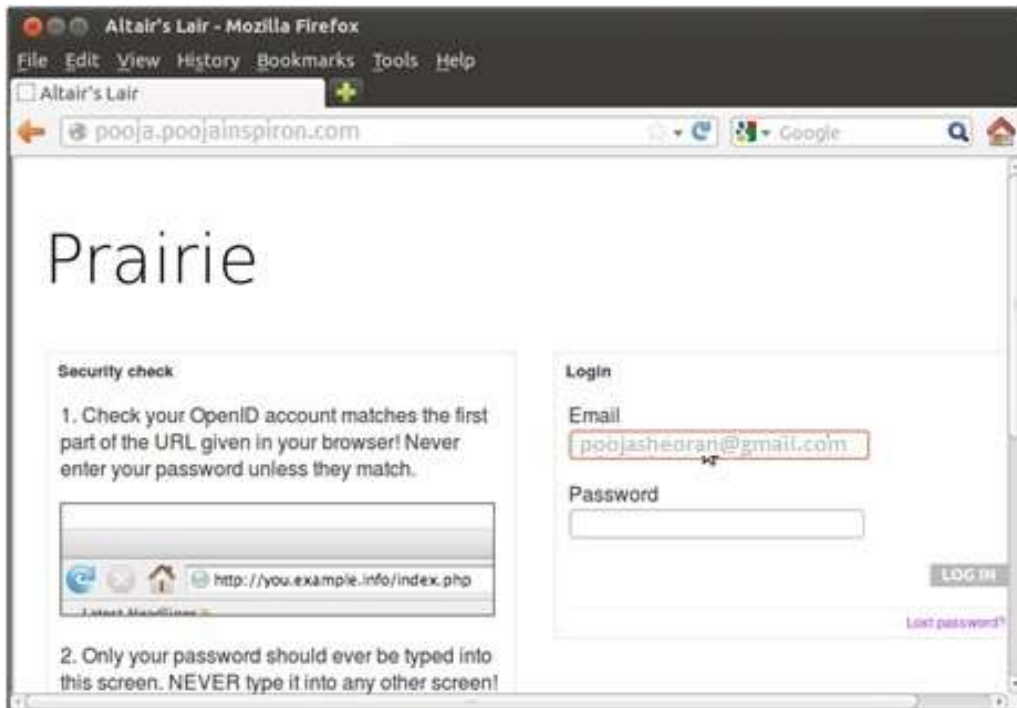 Altair's Lair - Mozilla Firefox
File Edit View History Bookmarks Tools Help
Altair's Lair
pooja.poojainspiron.com
Google
Prairie
Security check
1. Check your OpenID account matches the first
part of the URL given in your browser! Never
enter your password unless they match.
http://you.example.info/index.php
Latest Headlines
2. Only your password should ever be typed into
this screen. NEVER type it into any other screen!
Login
Email
poojasheoran@gmail.com
Password
LOG IN
Lost password?